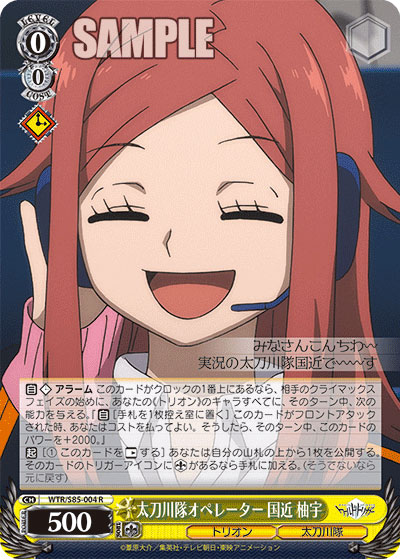 LEVEL
0
SAMPLE
0
COST
みなさんこんちわ〜
実況の太刀川隊国近で〜〜〜す
【永】 アラーム このカードがクロックの1番上にあるなら、相手のクライマックス
フェイズの始めに、あなたの《トリオン》のキャラすべてに、そのターン中、次の
能力を与える。『【自】[手札を1枚控え室に置く] このカードがフロントアタック
された時、あなたはコストを払ってよい。そうしたら、そのターン中、このカードの
パワーを+2000。』
【起】[① このカードを レストする] あなたは自分の山札の上から1枚を公開する。
そのカードのトリガーアイコンに があるなら手札に加える。(そうでないなら元
に戻す)
CH WTR/S85-004 R
500
太刀川隊オペレーター 国近 柚宇
トリオン
太刀川隊
©葦原大介/集英社・テレビ朝日・東映アニメーション